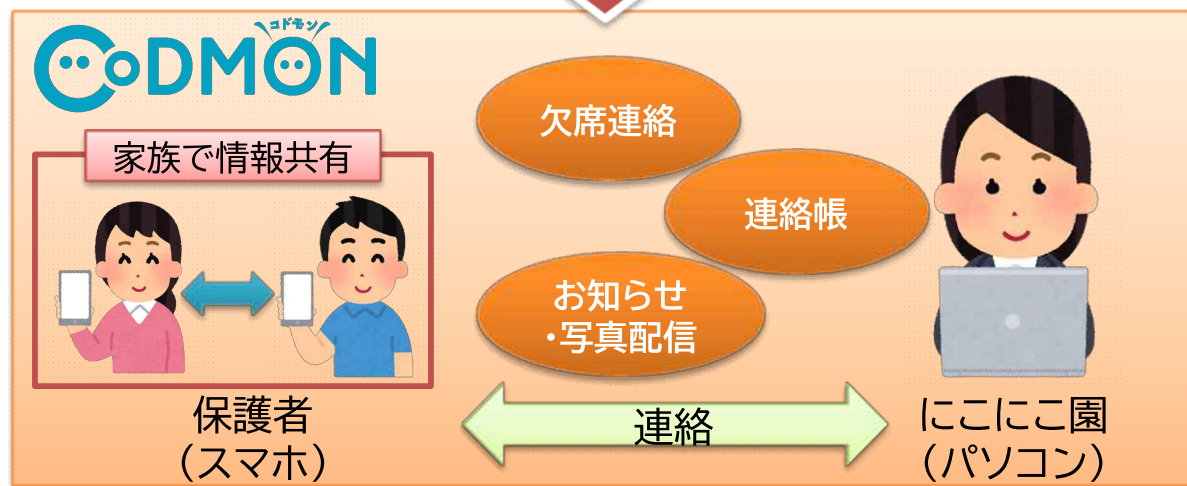 コドモン
CoDMON
家族で情報共有
欠席連絡
連絡帳
お知らせ
・写真配信
保護者
（スマホ）
連絡
にこにこ園
（パソコン）